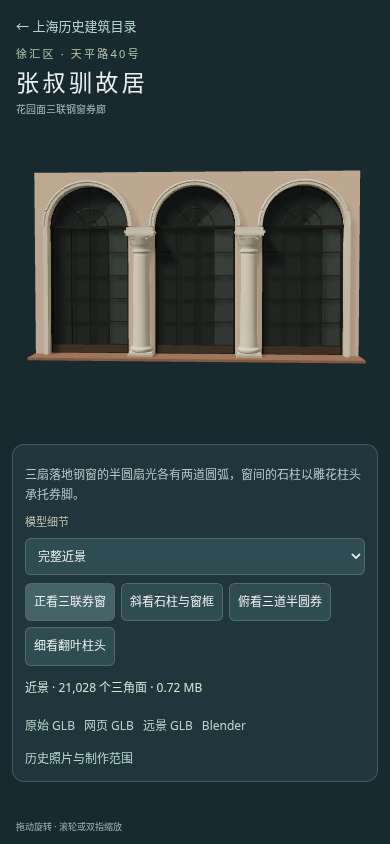 ← 上海历史建筑目录
徐汇区 · 天平路40号
张叔驯故居
花园面三联钢窗券廊
三扇落地钢窗的半圆扇光各有两道圆弧，窗间的石柱以雕花柱头
承托券脚。
模型细节
完整近景
正看三联券窗 斜看石柱与窗框 俯看三道半圆券
细看翻叶柱头
近景 · 21,028 个三角面 · 0.72 MB
原始 GLB 网页 GLB 远景 GLB Blender
历史照片与制作范围
拖动旋转 · 滚轮或双指缩放